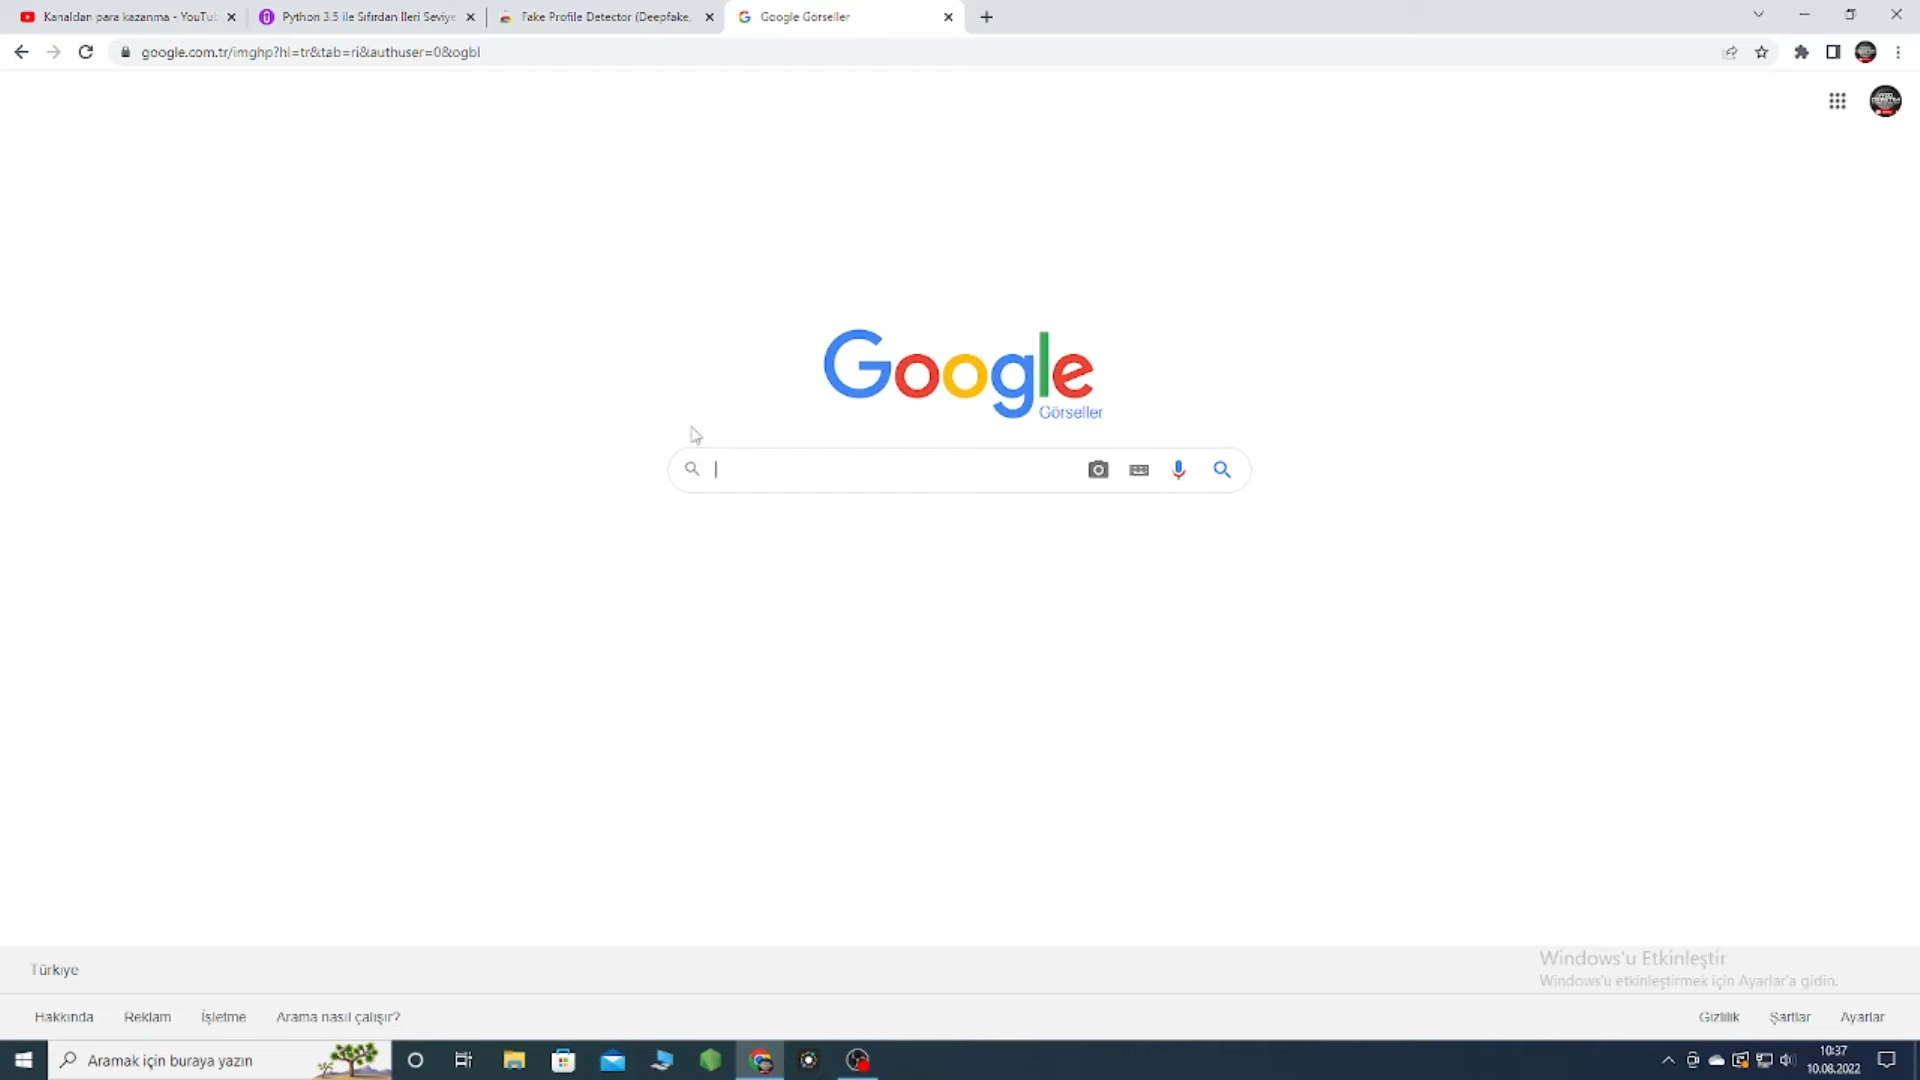 Kanaldan para kazanma - YouTu
Python 3.5 ile Sıfırdan İleri Seviye
Fake Profile Detector (Deepfake,
Google Görseller
google.com.tr/imghp?hl=tr&tab=ri&authuser=0&ogbl
Google
Görseller
Türkiye
Windows'u Etkinleştir
Windows'u etkinleştirmek için Ayarlar'a gidin.
Hakkında Reklam İşletme Arama nasıl çalışır? Gizlilik Şartlar Ayarlar
Aramak için buraya yazın
10:37
10.08.2022